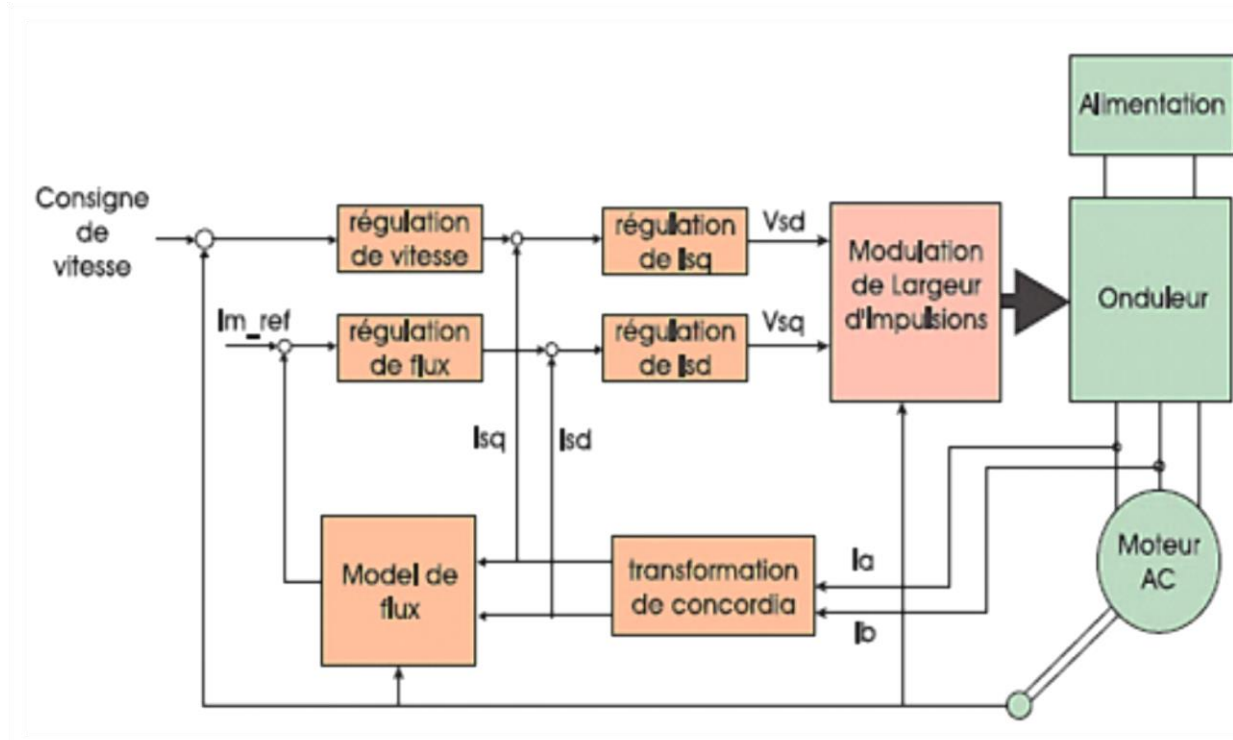 Alimentation
Consigne
de
vitesse
régulation
de vitesse
régulation
de Isq
Vsd
Modulation
de Largeur
d'Impulsions
Onduleur
Im_ref
régulation
de flux
régulation
de Isd
Vsq
Isq
Isd
Model de
flux
transformation
de concordia
Ia
Ib
Moteur
AC